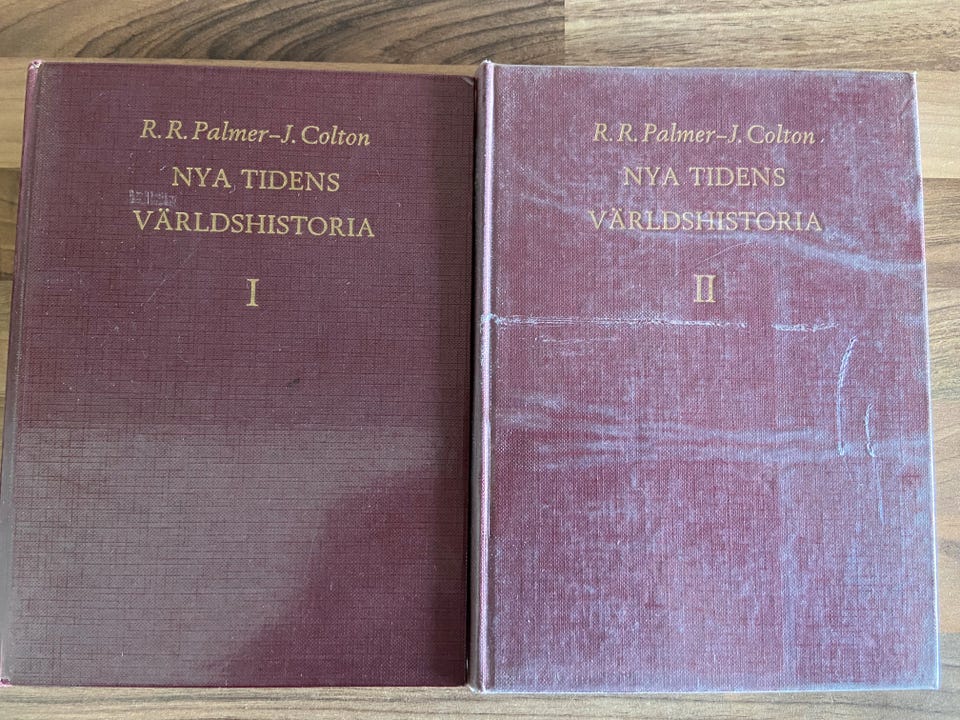 R. R. Palmer–J. Colton
NYA TIDENS
VÄRLDSHISTORIA
I
R. R. Palmer–J. Colton
NYA TIDENS
VÄRLDSHISTORIA
II